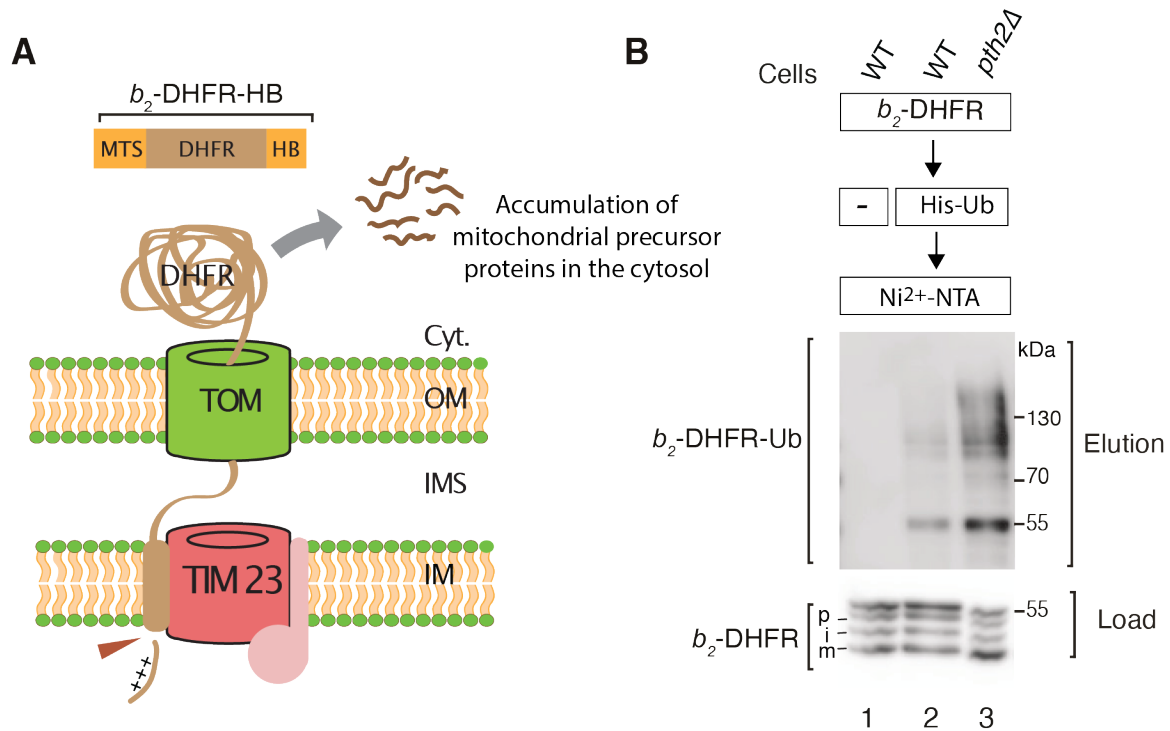 A
b2-DHFR-HB
MTS DHFR HB
DHFR
Accumulation of
mitochondrial precursor
proteins in the cytosol
Cyt.
TOM
OM
IMS
TIM 23
IM
+++
B
Cells WT WT pth2Δ
b2-DHFR
- His-Ub
Ni2+-NTA
kDa
130
b2-DHFR-Ub
Elution
70
55
p
55
i
b2-DHFR
Load
m
1 2 3